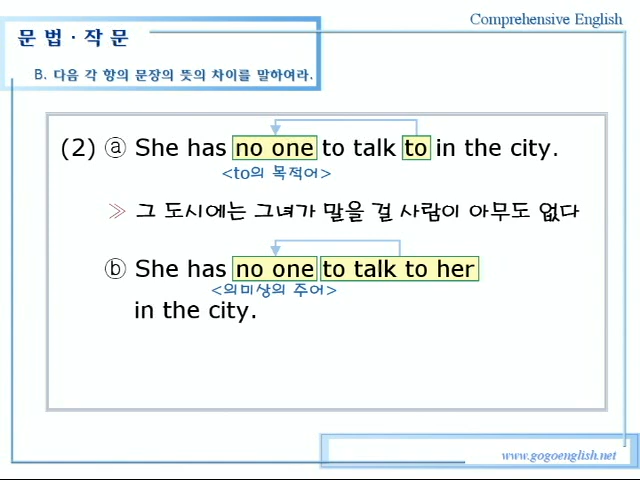 Comprehensive English
문 법 · 작 문
B. 다음 각 항의 문장의 뜻의 차이를 말하여라.
(2) ⓐ She has no one to talk to in the city.
<to의 목적어>
≫ 그 도시에는 그녀가 말을 걸 사람이 아무도 없다
ⓑ She has no one to talk to her
<의미상의 주어>
in the city.
www.gogoenglish.net